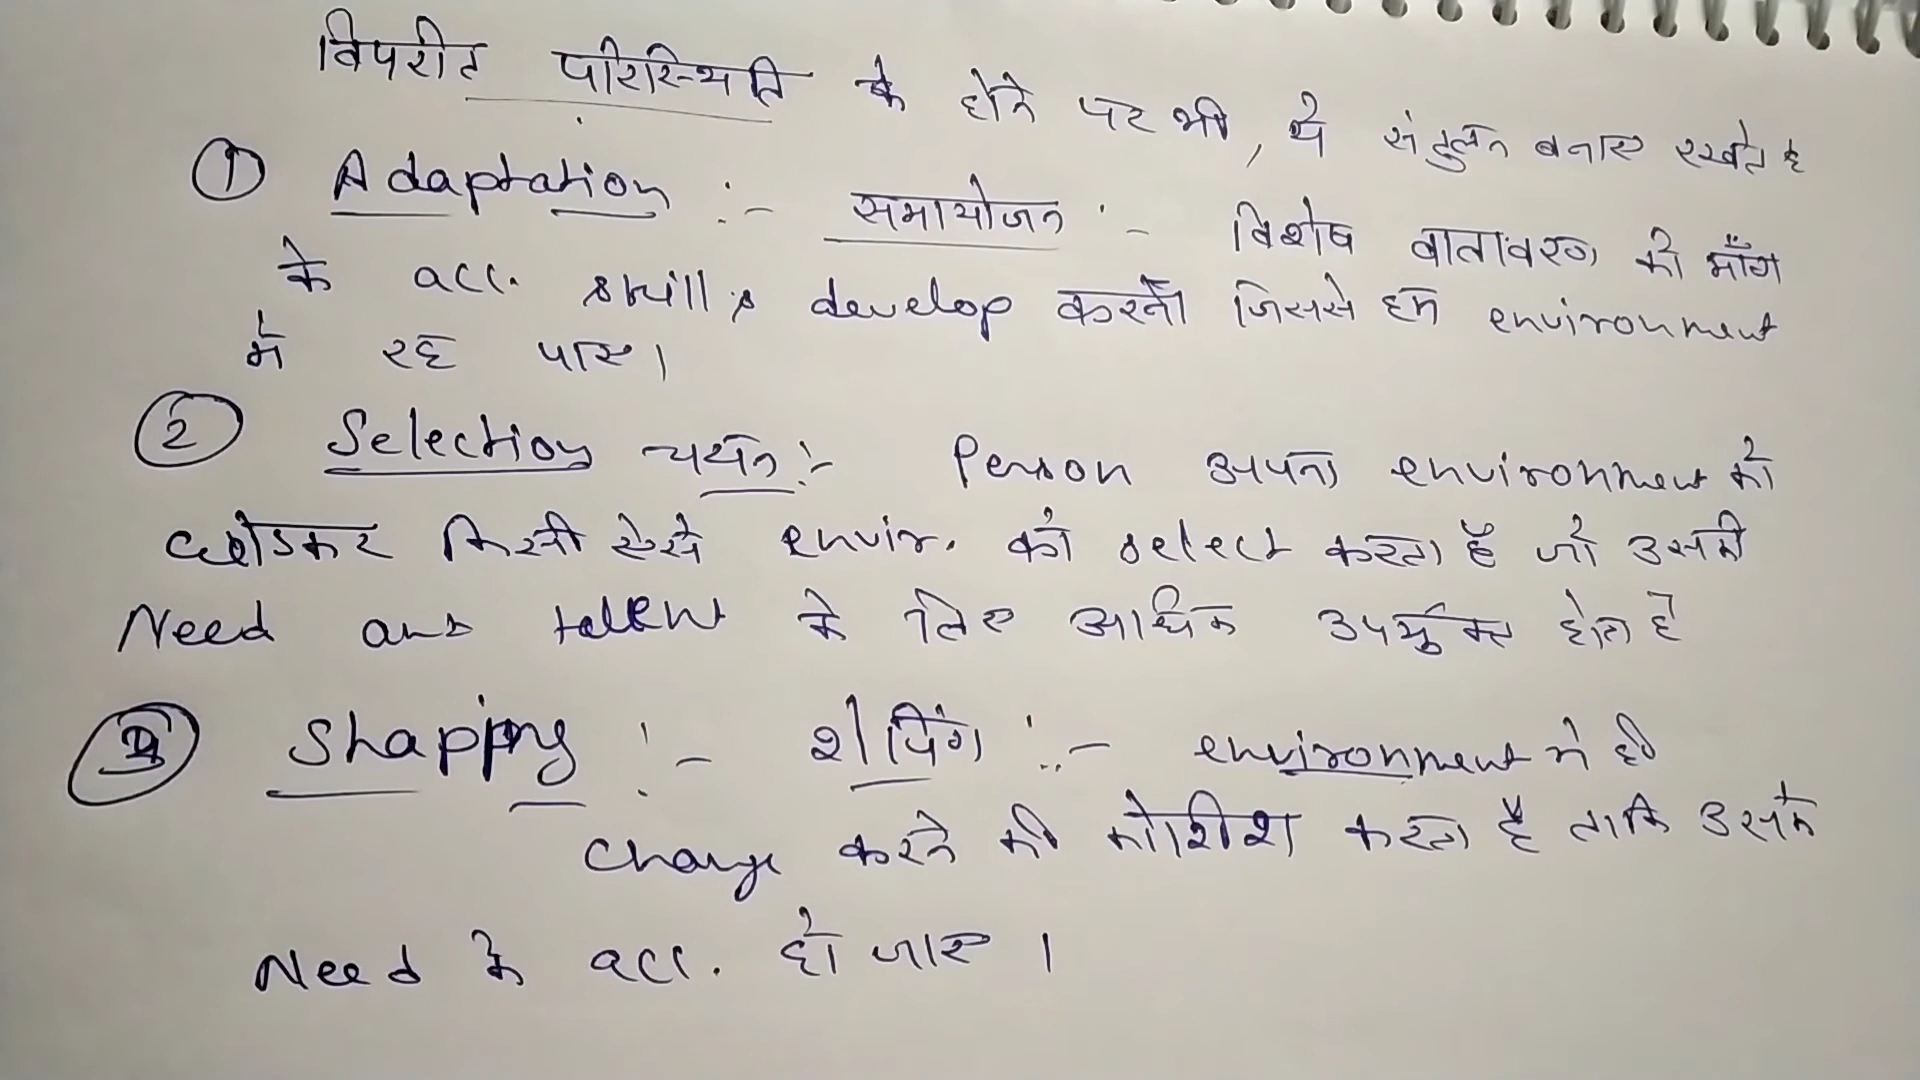 विपरीत परिस्थिति के होने पर भी, ये संतुलन बनाए रखते है
① Adaptation :- समायोजन :- विशेष वातावरण की माँग
के acc. skills develop करना जिससे हम environment
में रह पाए।
② Selection चयन :- Person अपना environment को
छोडकर किसी ऐसे envir. को select करता है जो उसकी
Need and talent के लिए अधिक उपर्युक्त होता है
③ Shaping :- शेपिंग :- environment मे ही
change करने की कोशिश करता है ताकि उसके
Need के acc. हो जाए।